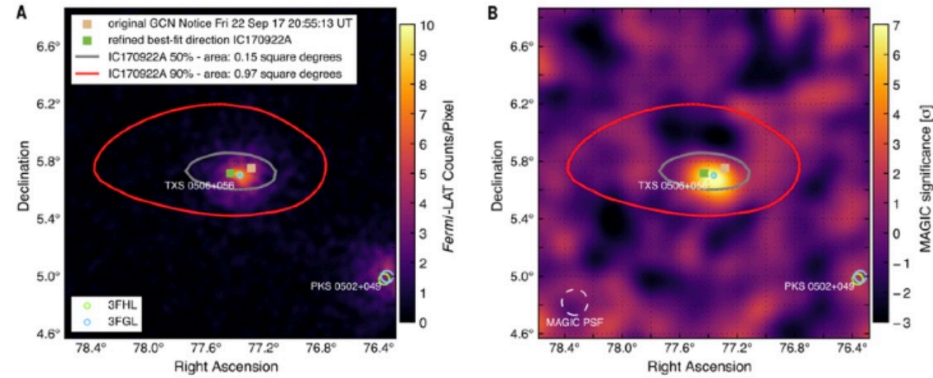 A
original GCN Notice Fri 22 Sep 17 20:55:13 UT
refined best-fit direction IC170922A
IC170922A 50% - area: 0.15 square degrees
IC170922A 90% - area: 0.97 square degrees
6.6°
6.2°
5.8°
5.4°
5.0°
4.6°
Declination
TXS 0506+056
PKS 0502+049
3FHL
3FGL
78.4°
78.0°
77.6°
77.2°
76.8°
76.4°
Right Ascension
10
9
8
7
6
5
4
3
2
1
0
Fermi-LAT Counts/Pixel
B
6.6°
6.2°
5.8°
5.4°
5.0°
4.6°
Declination
TXS 0506+056
PKS 0502+049
MAGIC PSF
78.4°
78.0°
77.6°
77.2°
76.8°
76.4°
Right Ascension
7
6
5
4
3
2
1
0
−1
−2
−3
MAGIC significance [σ]